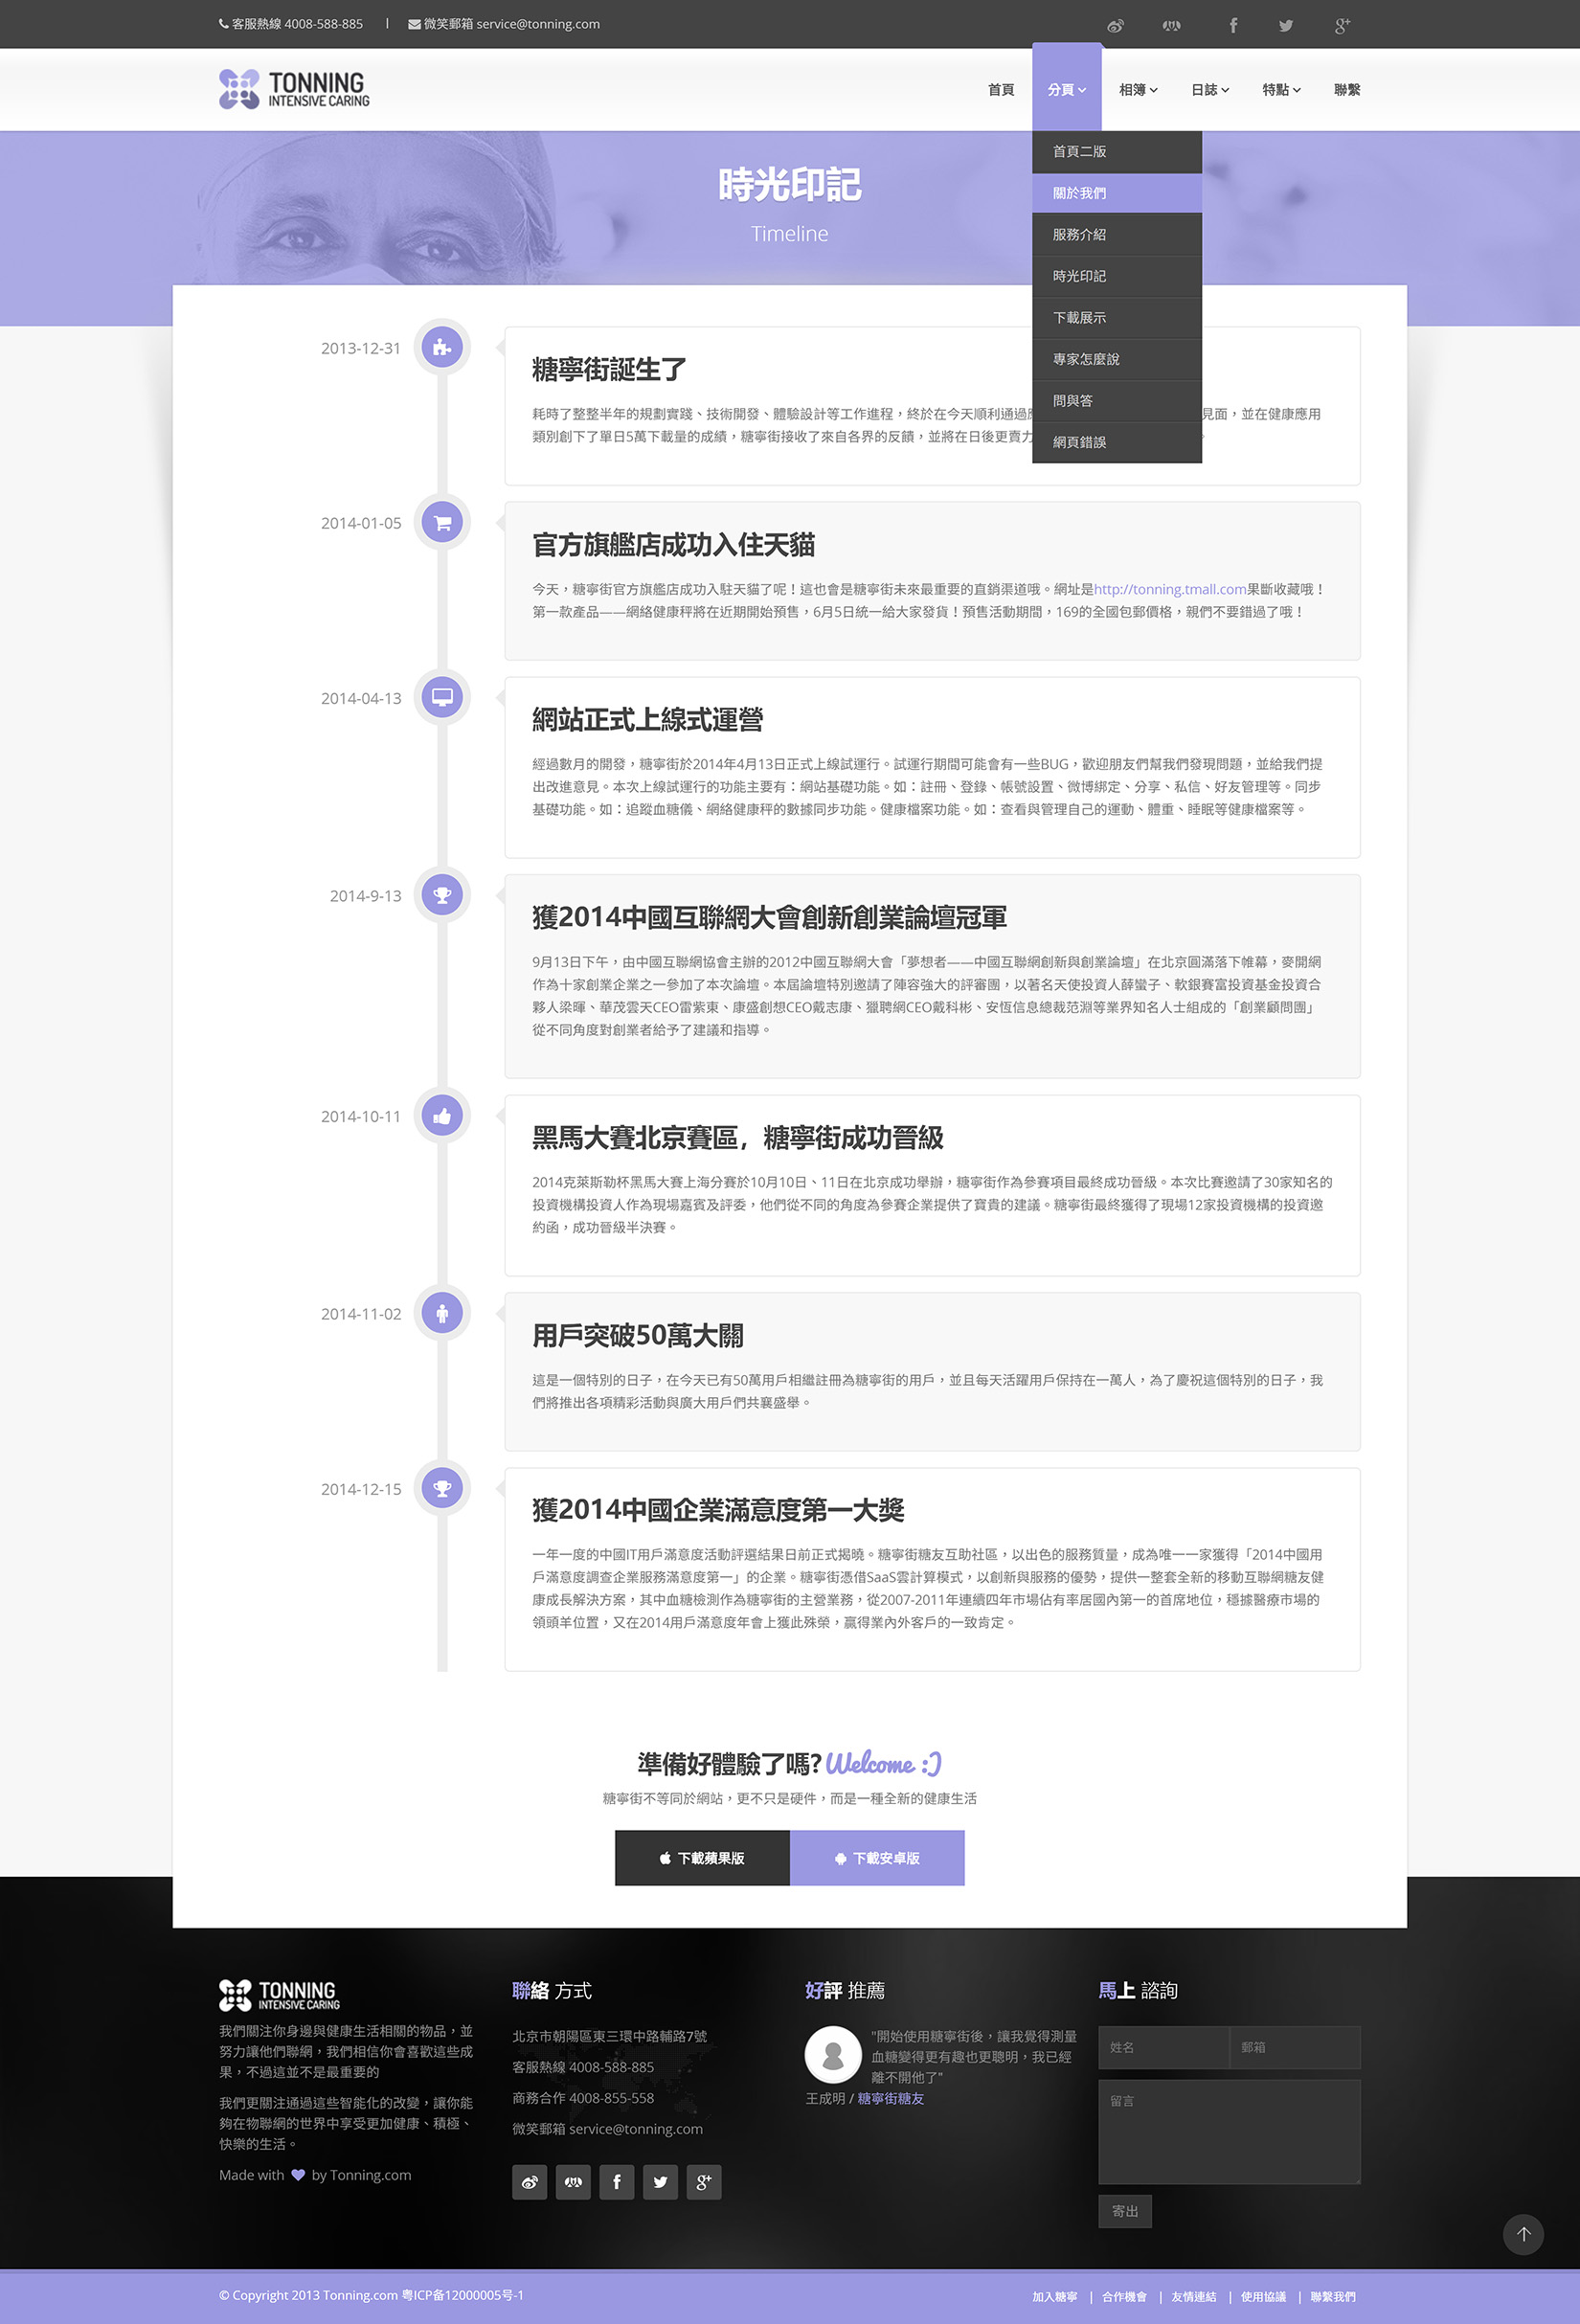 客服熱線 4008-588-885 | 微笑郵箱 service@tonning.com
TONNING
INTENSIVE CARING
首頁 分頁 相簿 日誌 特點 聯繫
首頁二版
關於我們
服務介紹
時光印記
下載展示
專家怎麼說
問與答
網頁錯誤
時光印記
Timeline
2013-12-31
糖寧街誕生了
耗時了整整半年的規劃實踐、技術開發、體驗設計等工作進程，終於在今天順利通過 見面，並在健康應用
類別創下了單日5萬下載量的成績，糖寧街接收了來自各界的反饋，並將在日後更賣力 。
2014-01-05
官方旗艦店成功入住天貓
今天，糖寧街官方旗艦店成功入駐天貓了呢！這也會是糖寧街未來最重要的直銷渠道哦。網址是http://tonning.tmall.com果斷收藏哦！
第一款產品——網絡健康秤將在近期開始預售，6月5日統一給大家發貨！預售活動期間，169的全國包郵價格，親們不要錯過了哦！
2014-04-13
網站正式上線式運營
經過數月的開發，糖寧街於2014年4月13日正式上線試運行。試運行期間可能會有一些BUG，歡迎朋友們幫我們發現問題，並給我們提
出改進意見。本次上線試運行的功能主要有：網站基礎功能。如：註冊、登錄、帳號設置、微博綁定、分享、私信、好友管理等。同步
基礎功能。如：追蹤血糖儀、網絡健康秤的數據同步功能。健康檔案功能。如：查看與管理自己的運動、體重、睡眠等健康檔案等。
2014-9-13
獲2014中國互聯網大會創新創業論壇冠軍
9月13日下午，由中國互聯網協會主辦的2012中國互聯網大會「夢想者——中國互聯網創新與創業論壇」在北京圓滿落下帷幕，麥開網
作為十家創業企業之一參加了本次論壇。本屆論壇特別邀請了陣容強大的評審團，以著名天使投資人薛蠻子、軟銀賽富投資基金投資合
夥人梁暉、華茂雲天CEO雷紫東、康盛創想CEO戴志康、獵聘網CEO戴科彬、安恆信息總裁范淵等業界知名人士組成的「創業顧問團」
從不同角度對創業者給予了建議和指導。
2014-10-11
黑馬大賽北京賽區，糖寧街成功晉級
2014克萊斯勒杯黑馬大賽上海分賽於10月10日、11日在北京成功舉辦，糖寧街作為參賽項目最終成功晉級。本次比賽邀請了30家知名的
投資機構投資人作為現場嘉賓及評委，他們從不同的角度為參賽企業提供了寶貴的建議。糖寧街最終獲得了現場12家投資機構的投資邀
約函，成功晉級半決賽。
2014-11-02
用戶突破50萬大關
這是一個特別的日子，在今天已有50萬用戶相繼註冊為糖寧街的用戶，並且每天活躍用戶保持在一萬人，為了慶祝這個特別的日子，我
們將推出各項精彩活動與廣大用戶們共襄盛舉。
2014-12-15
獲2014中國企業滿意度第一大獎
一年一度的中國IT用戶滿意度活動評選結果日前正式揭曉。糖寧街糖友互助社區，以出色的服務質量，成為唯一一家獲得「2014中國用
戶滿意度調查企業服務滿意度第一」的企業。糖寧街憑借SaaS雲計算模式，以創新與服務的優勢，提供一整套全新的移動互聯網糖友健
康成長解決方案，其中血糖檢測作為糖寧街的主營業務，從2007-2011年連續四年市場佔有率居國內第一的首席地位，穩據醫療市場的
領頭羊位置，又在2014用戶滿意度年會上獲此殊榮，贏得業內外客戶的一致肯定。
準備好體驗了嗎? Welcome :)
糖寧街不等同於網站，更不只是硬件，而是一種全新的健康生活
下載蘋果版 下載安卓版
TONNING
INTENSIVE CARING
我們關注你身邊與健康生活相關的物品，並
努力讓他們聯網，我們相信你會喜歡這些成
果，不過這並不是最重要的
我們更關注通過這些智能化的改變，讓你能
夠在物聯網的世界中享受更加健康、積極、
快樂的生活。
Made with by Tonning.com
聯絡 方式
北京市朝陽區東三環中路輔路7號
客服熱線 4008-588-885
商務合作 4008-855-558
微笑郵箱 service@tonning.com
好評 推薦
"開始使用糖寧街後，讓我覺得測量
血糖變得更有趣也更聰明，我已經
離不開他了"
王成明 / 糖寧街糖友
馬上 諮詢
姓名 郵箱
留言
寄出
© Copyright 2013 Tonning.com 粤ICP备12000005号-1
加入糖寧 | 合作機會 | 友情連結 | 使用協議 | 聯繫我們